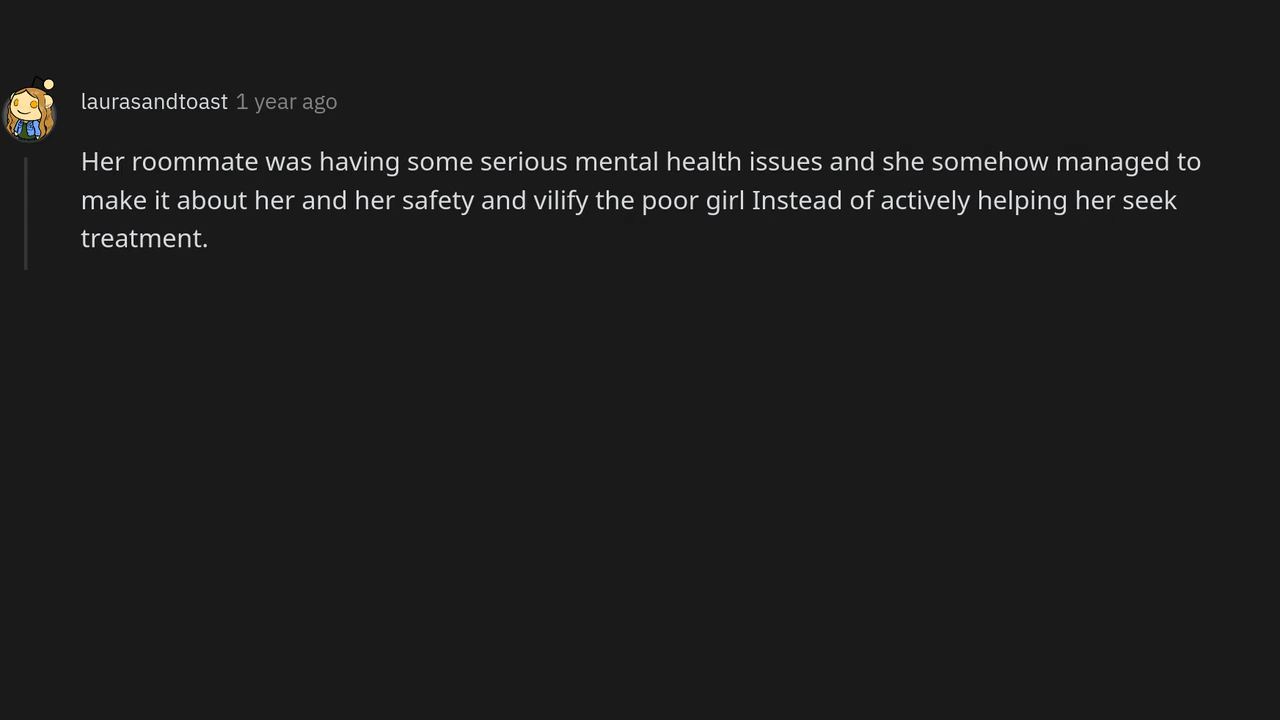 laurasandtoast 1 year ago
Her roommate was having some serious mental health issues and she somehow managed to
make it about her and her safety and vilify the poor girl Instead of actively helping her seek
treatment.